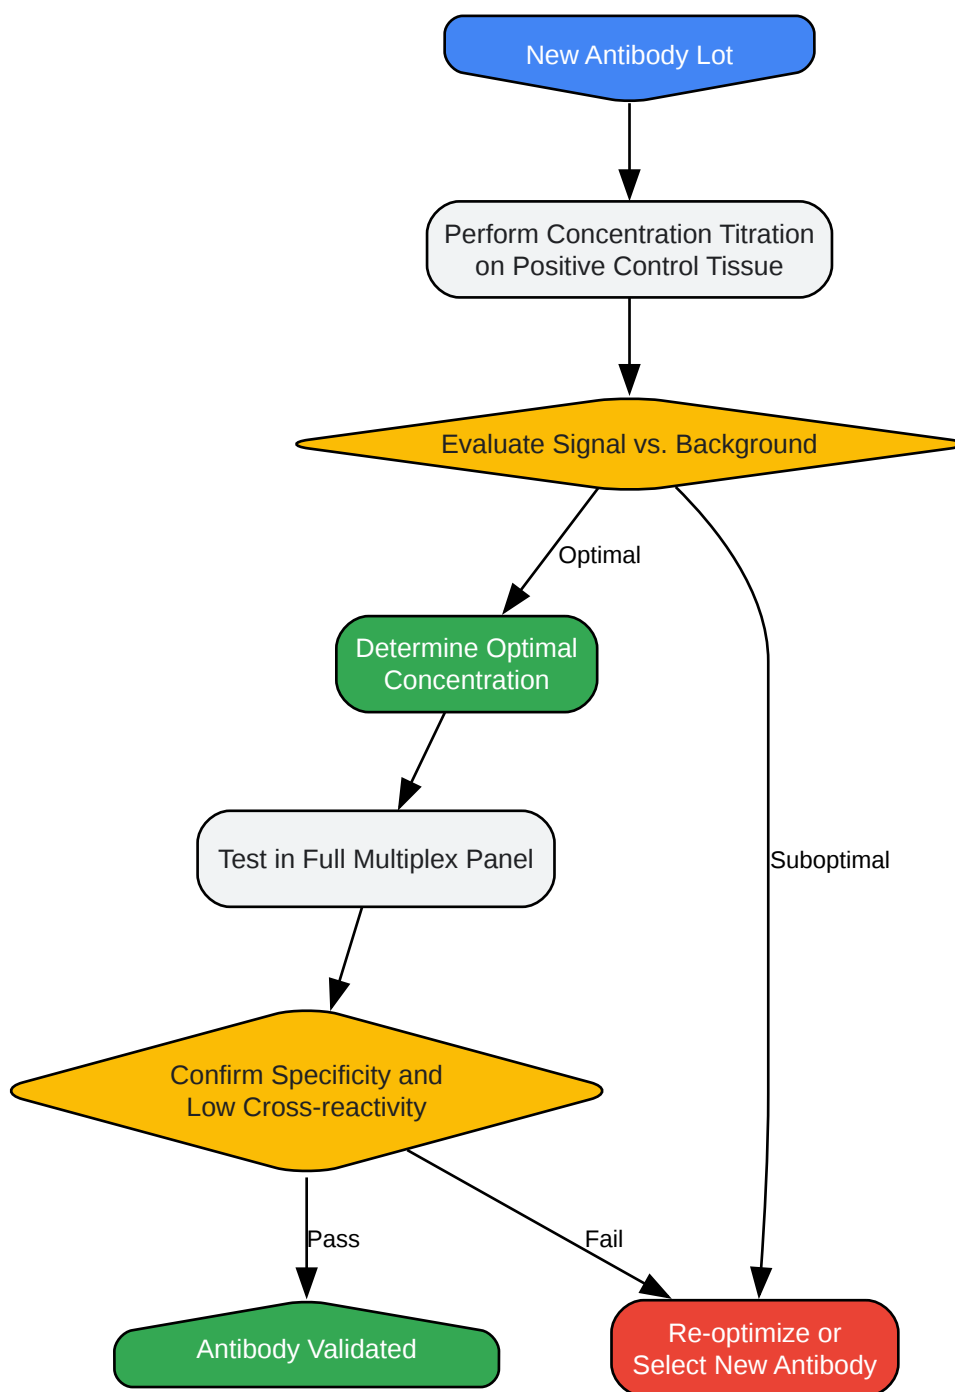 New Antibody Lot
Perform Concentration Titration
on Positive Control Tissue
Evaluate Signal vs. Background
Optimal
Determine Optimal
Concentration
Test in Full Multiplex Panel
Suboptimal
Confirm Specificity and
Low Cross-reactivity
Pass
Fail
Antibody Validated
Re-optimize or
Select New Antibody